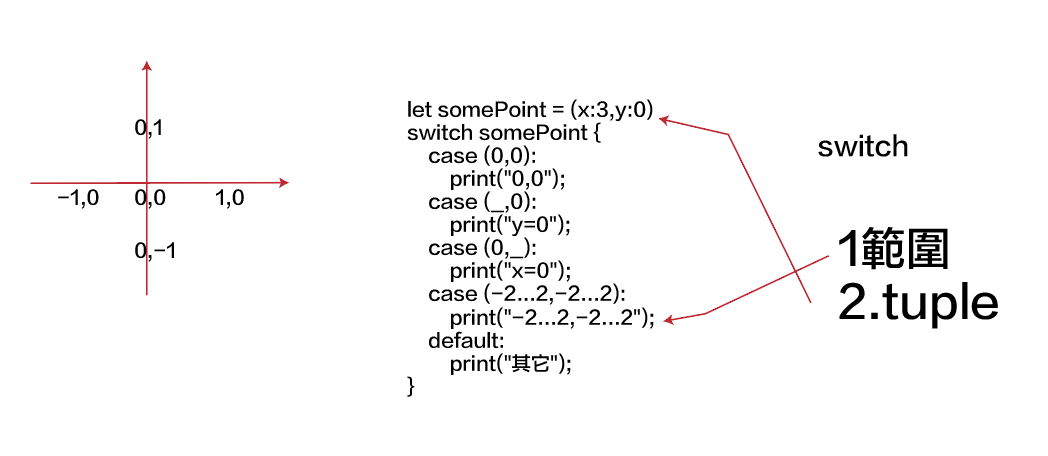 0,1
-1,0 0,0 1,0
0,-1
let somePoint = (x:3,y:0)
switch somePoint {
case (0,0):
print("0,0");
case (_,0):
print("y=0");
case (0,_):
print("x=0");
case (-2...2,-2...2):
print("-2...2,-2...2");
default:
print("其它");
}
switch
1範圍
2.tuple